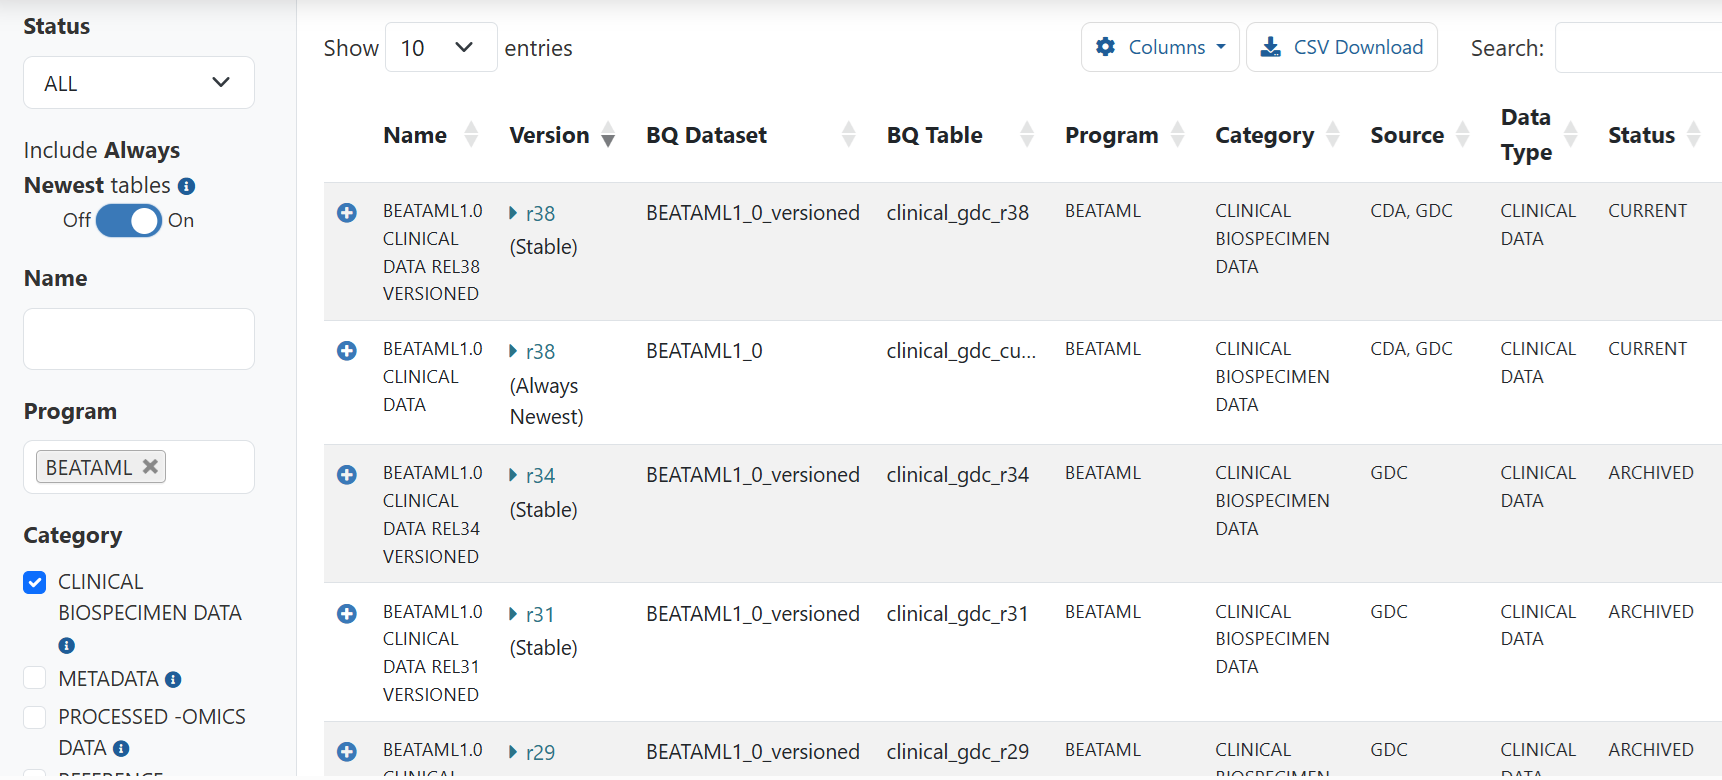 Status
ALL
Include Always
Newest tables
Off On
Name
Program
BEATAML
Category
CLINICAL
BIOSPECIMEN DATA
METADATA
PROCESSED -OMICS
DATA
Show 10 entries
Columns
CSV Download
Search:
Name Version BQ Dataset BQ Table Program Category Source Data Type Status
BEATAML1.0 r38 BEATAML1_0_versioned clinical_gdc_r38 BEATAML CLINICAL CDA, GDC CLINICAL CURRENT
CLINICAL (Stable) BIOSPECIMEN DATA
DATA REL38 DATA
VERSIONED
BEATAML1.0 r38 BEATAML1_0 clinical_gdc_cu... BEATAML CLINICAL CDA, GDC CLINICAL CURRENT
CLINICAL (Always BIOSPECIMEN DATA
DATA Newest) DATA
BEATAML1.0 r34 BEATAML1_0_versioned clinical_gdc_r34 BEATAML CLINICAL GDC CLINICAL ARCHIVED
CLINICAL (Stable) BIOSPECIMEN DATA
DATA REL34 DATA
VERSIONED
BEATAML1.0 r31 BEATAML1_0_versioned clinical_gdc_r31 BEATAML CLINICAL GDC CLINICAL ARCHIVED
CLINICAL (Stable) BIOSPECIMEN DATA
DATA REL31 DATA
VERSIONED
BEATAML1.0 r29 BEATAML1_0_versioned clinical_gdc_r29 BEATAML CLINICAL GDC CLINICAL ARCHIVED